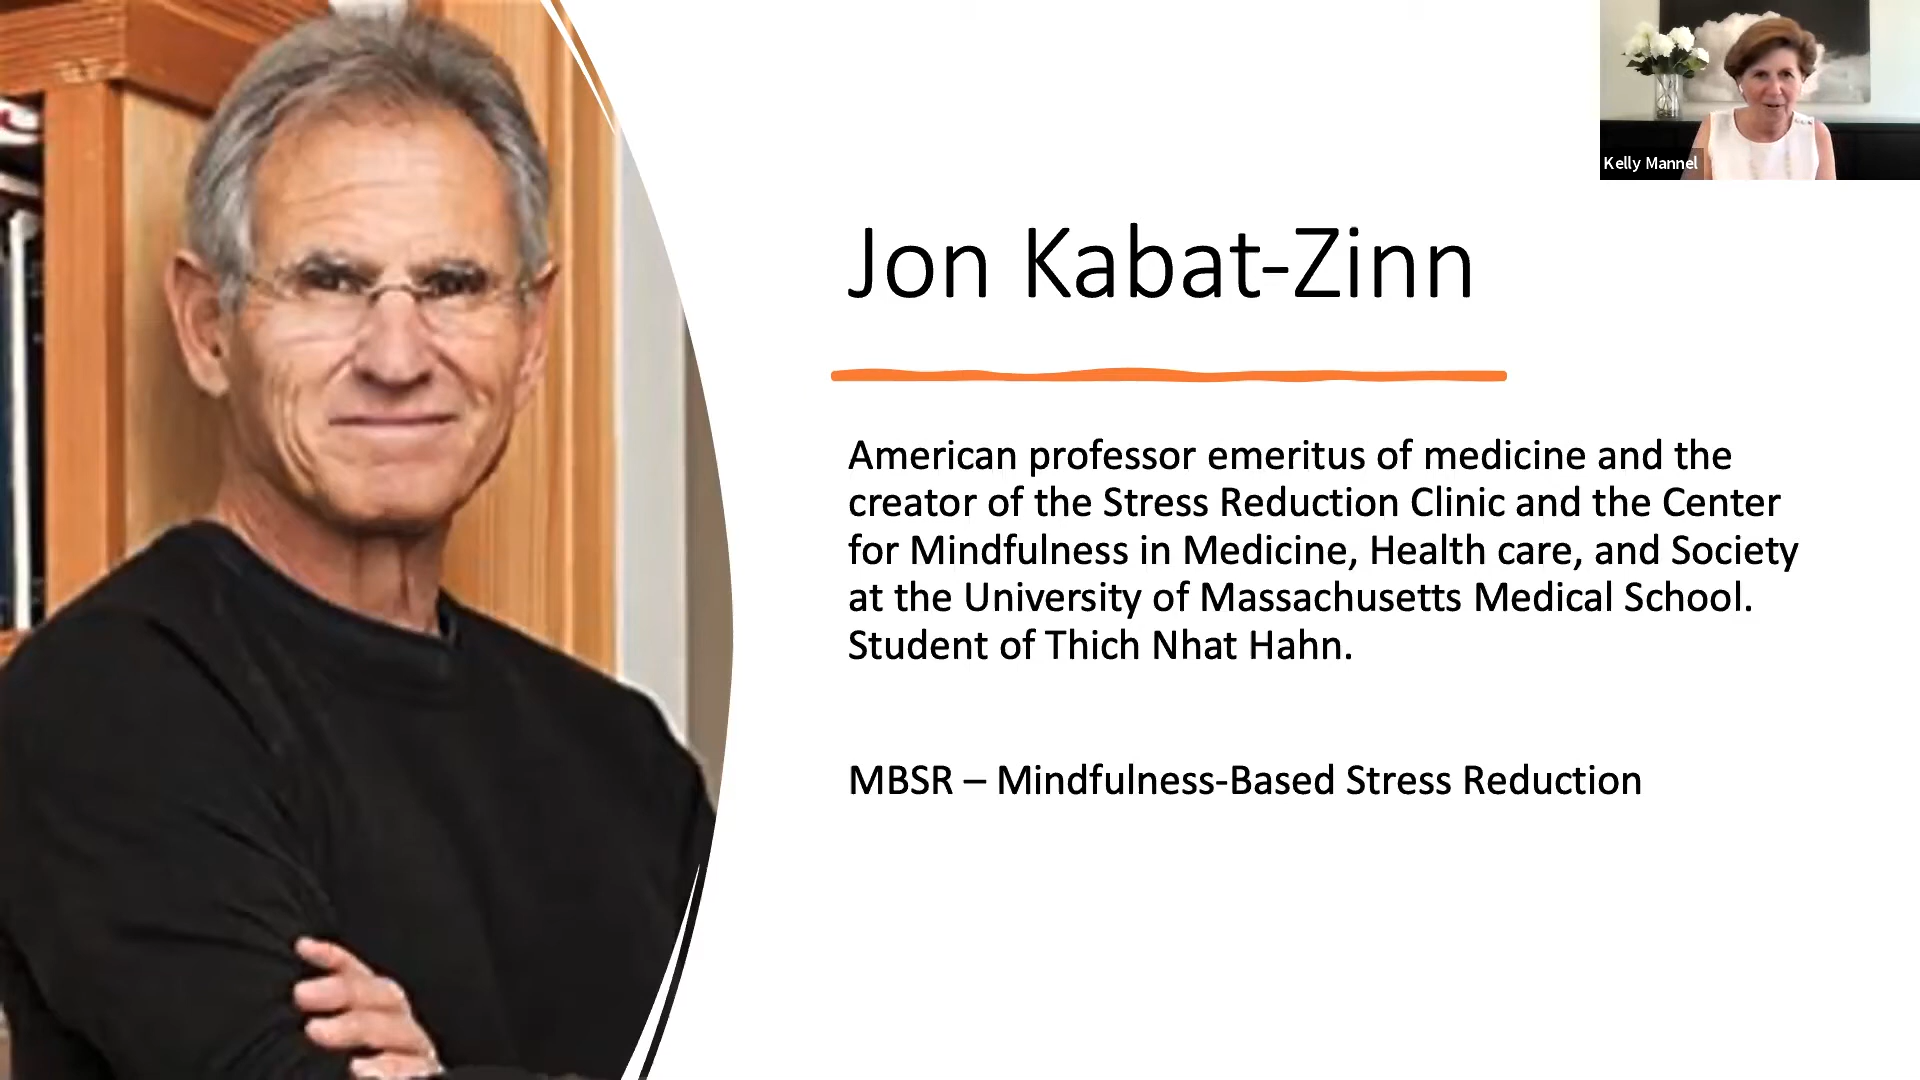 Kelly Mannel
Jon Kabat-Zinn
American professor emeritus of medicine and the
creator of the Stress Reduction Clinic and the Center
for Mindfulness in Medicine, Health care, and Society
at the University of Massachusetts Medical School.
Student of Thich Nhat Hahn.
MBSR – Mindfulness-Based Stress Reduction